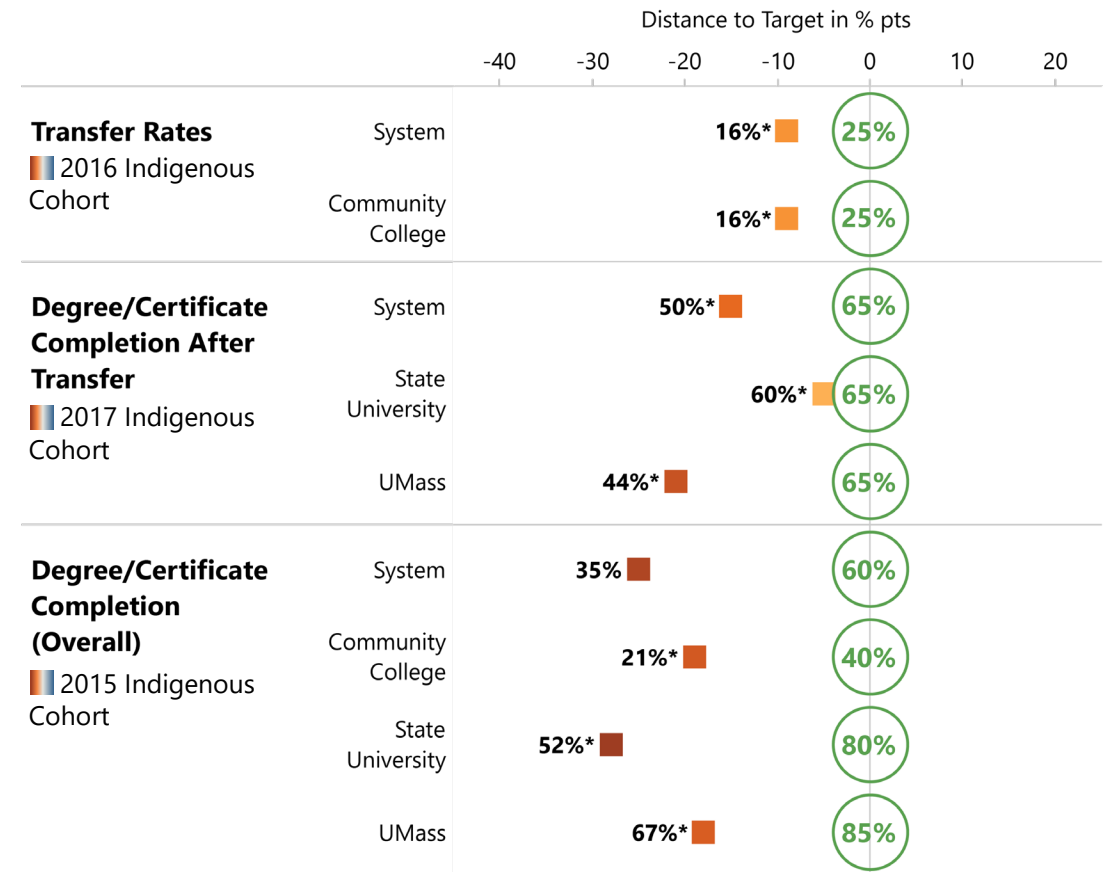 Distance to Target in % pts
-40 -30 -20 -10 0 10 20
Transfer Rates
2016 Indigenous
Cohort
System
16%* 25%
Community
College
16%* 25%
Degree/Certificate
Completion After
Transfer
2017 Indigenous
Cohort
System
50%* 65%
State
University
60%* 65%
UMass
44%* 65%
Degree/Certificate
Completion
(Overall)
2015 Indigenous
Cohort
System
35% 60%
Community
College
21%* 40%
State
University
52%* 80%
UMass
67%* 85%